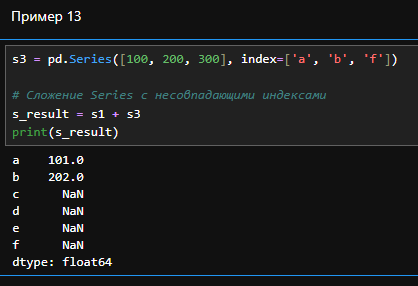 Пример 13
s3 = pd.Series([100, 200, 300], index=['a', 'b', 'f'])
# Сложение Series с несовпадающими индексами
s_result = s1 + s3
print(s_result)
a    101.0
b    202.0
c      NaN
d      NaN
e      NaN
f      NaN
dtype: float64